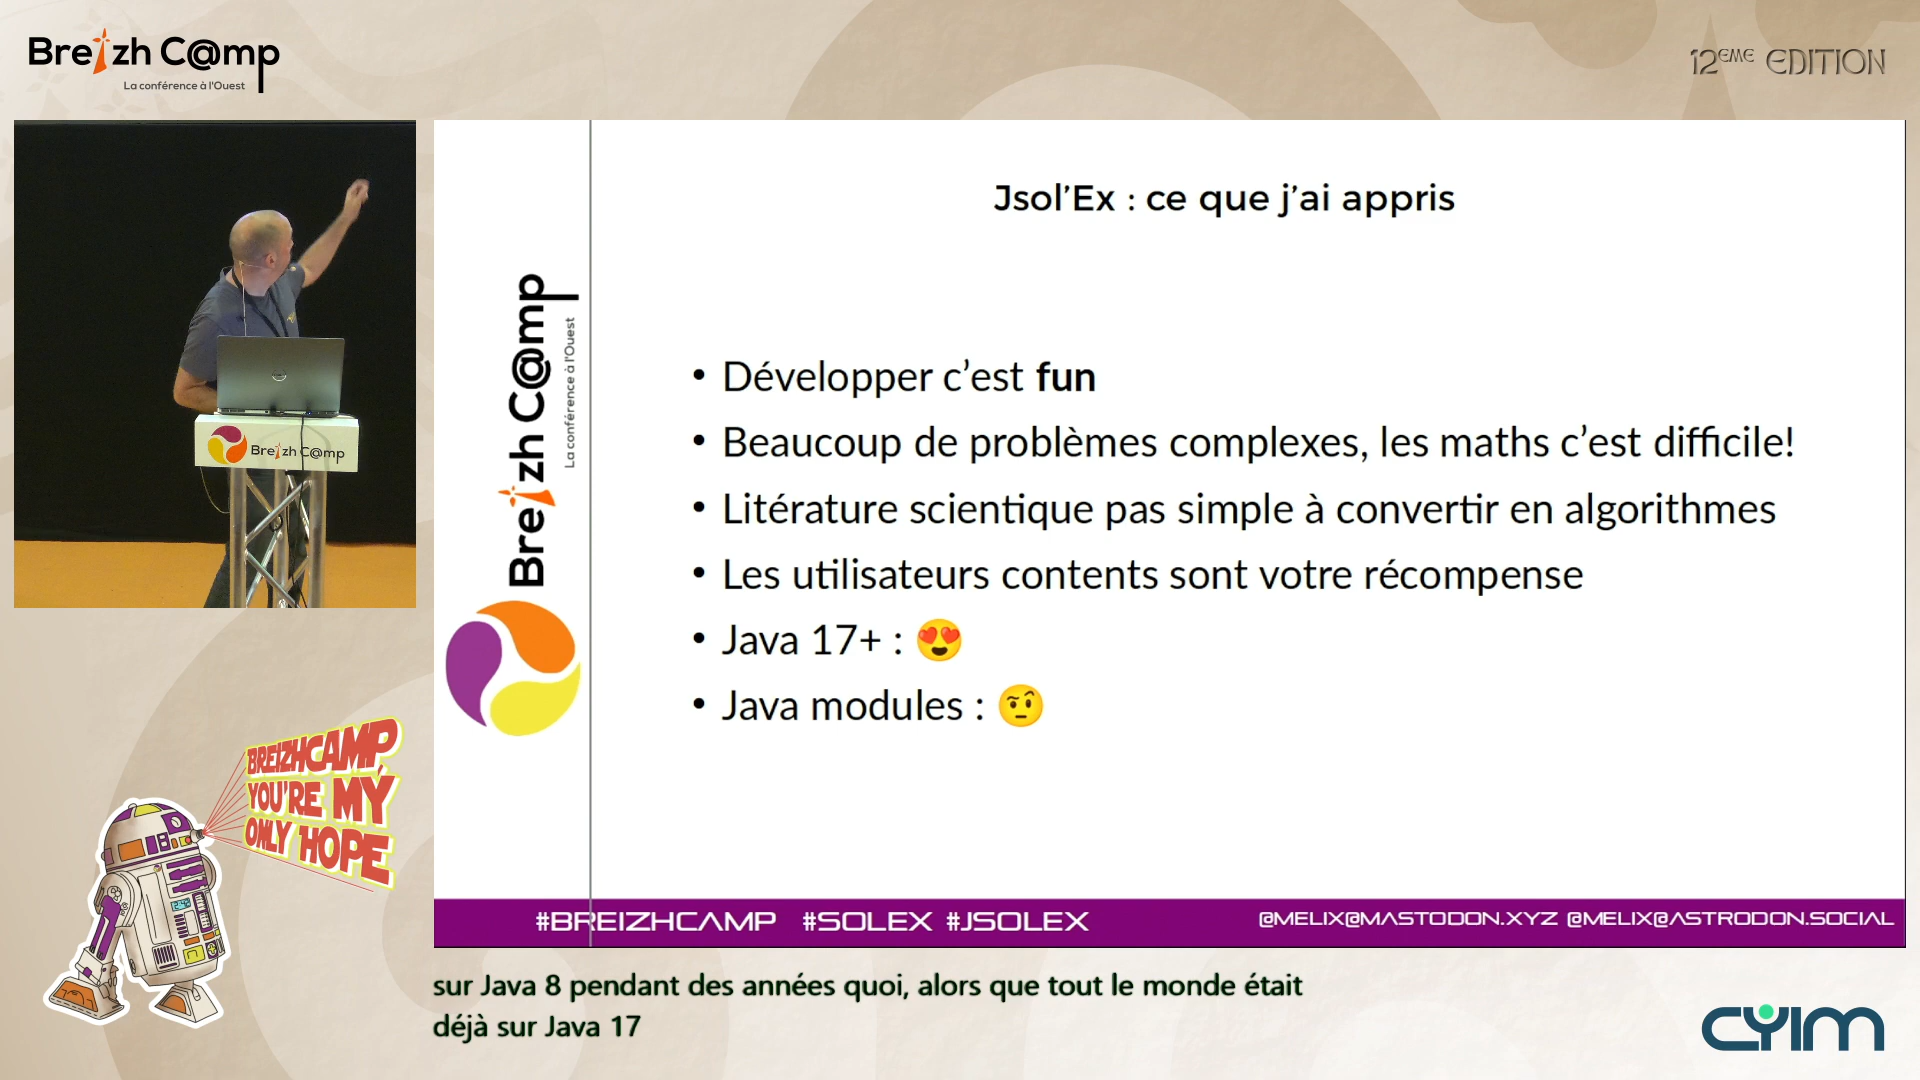 Breizh C@mp
La conférence à l'Ouest
12ÈME EDITION
Jsol'Ex : ce que j'ai appris
Breizh C@mp
La conférence à l'Ouest
• Développer c'est fun
• Beaucoup de problèmes complexes, les maths c'est difficile!
• Litérature scientique pas simple à convertir en algorithmes
• Les utilisateurs contents sont votre récompense
• Java 17+ : 😍
• Java modules : 🤨
Breizh C@mp
BREIZHCAMP,
YOU'RE MY
ONLY HOPE
#BREIZHCAMP #SOLEX #JSOLEX
@MELIX@MASTODON.XYZ @MELIX@ASTRODON.SOCIAL
sur Java 8 pendant des années quoi, alors que tout le monde était
déjà sur Java 17
CYIM